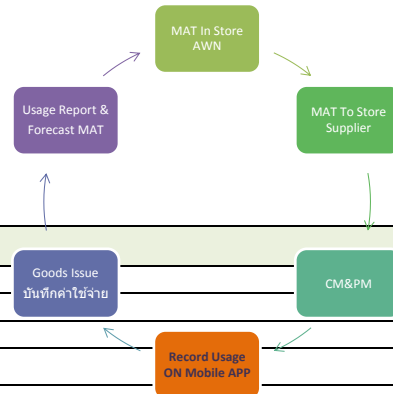 MAT In Store
AWN
MAT To Store
Supplier
CM&PM
Record Usage
ON Mobile APP
Goods Issue
บันทึกค่าใช้จ่าย
Usage Report &
Forecast MAT